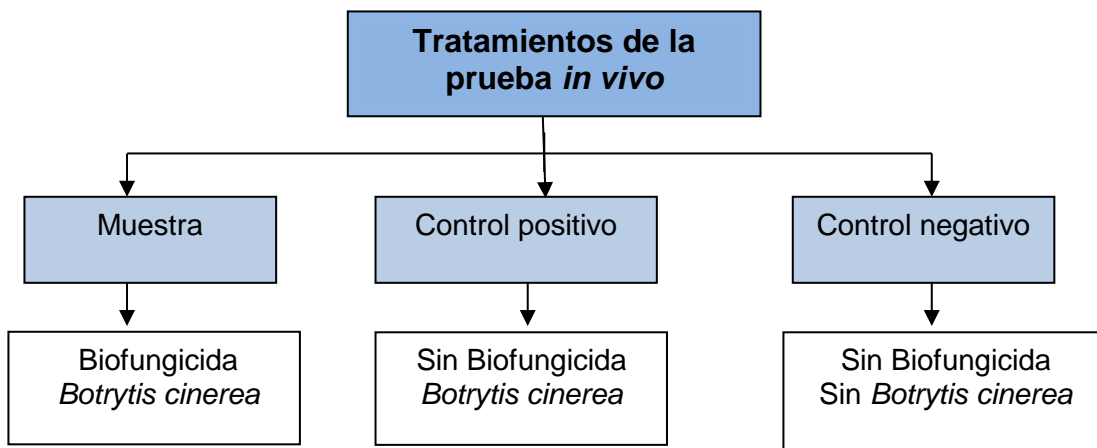 Tratamientos de la
prueba in vivo
Muestra
Control positivo
Control negativo
Biofungicida
Botrytis cinerea
Sin Biofungicida
Botrytis cinerea
Sin Biofungicida
Sin Botrytis cinerea